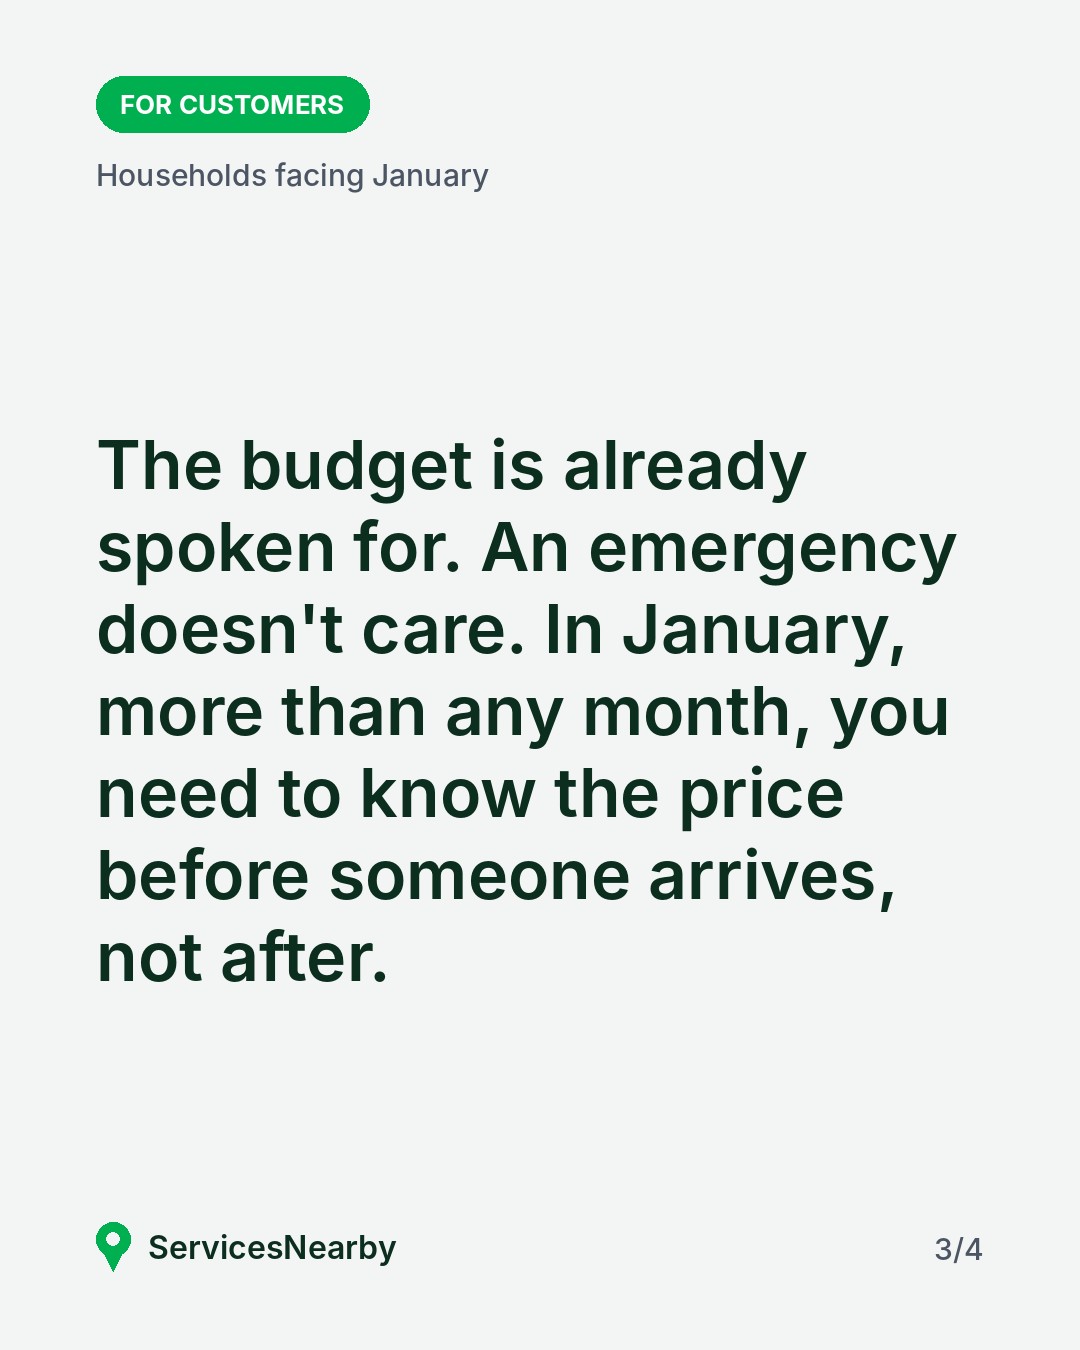 FOR CUSTOMERS
Households facing January
The budget is already
spoken for. An emergency
doesn't care. In January,
more than any month, you
need to know the price
before someone arrives,
not after.
ServicesNearby
3/4